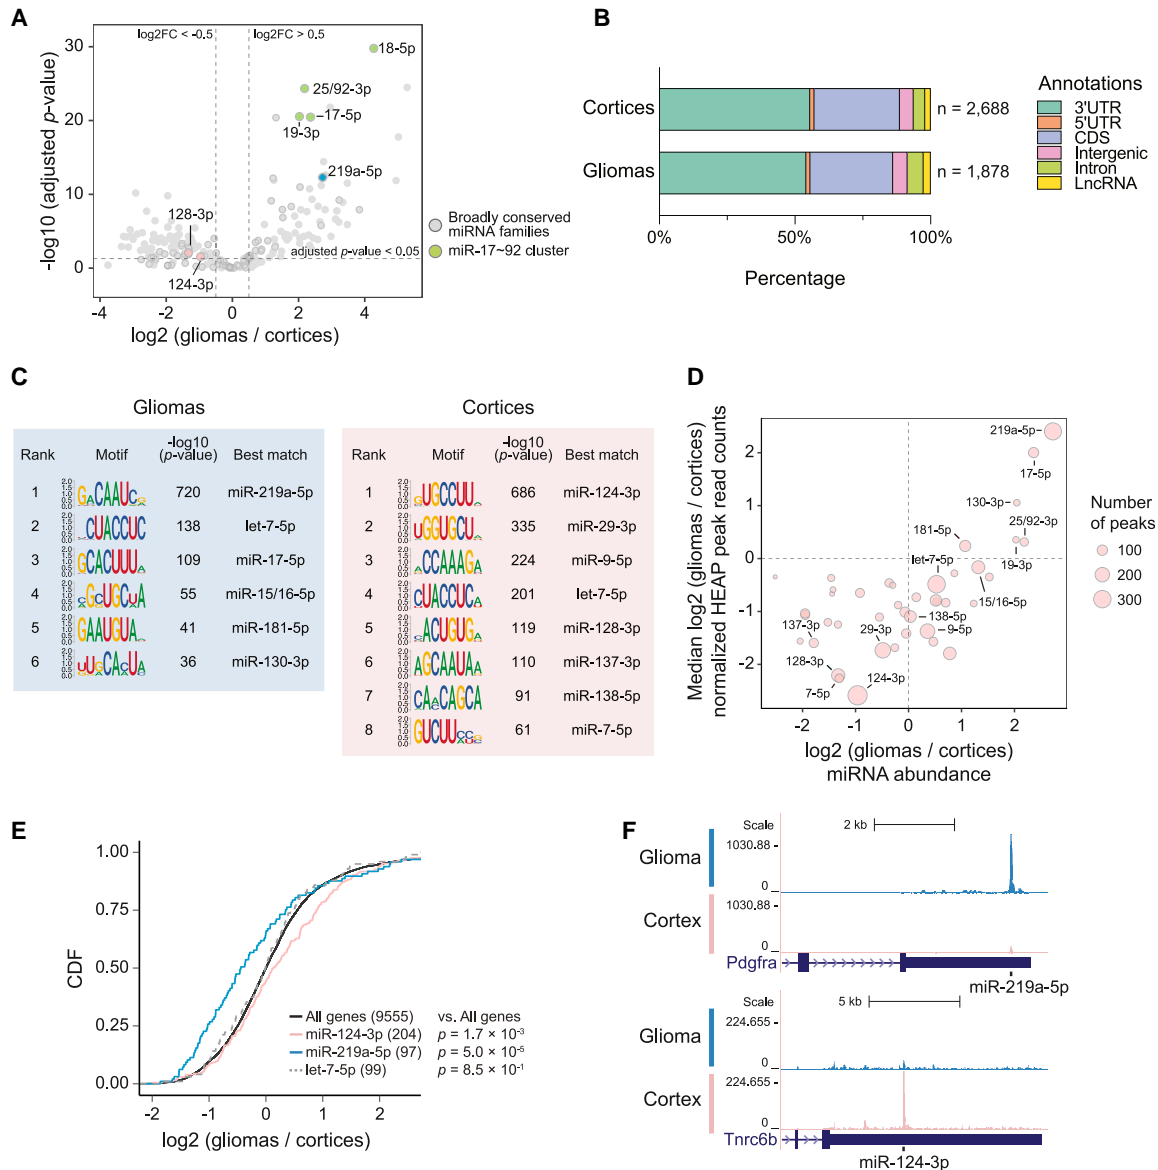 A
log2FC < -0.5
log2FC > 0.5
18-5p
25/92-3p
17-5p
19-3p
219a-5p
128-3p
124-3p
adjusted p-value < 0.05
30
20
10
0
-log10 (adjusted p-value)
-4
-2
0
2
4
log2 (gliomas / cortices)
Broadly conserved
miRNA families
miR-17~92 cluster
B
Cortices
n = 2,688
Gliomas
n = 1,878
0%
50%
100%
Percentage
Annotations
3'UTR
5'UTR
CDS
Intergenic
Intron
LncRNA
C
Gliomas
Rank Motif -log10 (p-value) Best match
1 GACAAUCG 720 miR-219a-5p
2 CUACCUC 138 let-7-5p
3 GCACUUUA 109 miR-17-5p
4 GCUGCUA 55 miR-15/16-5p
5 GAAUGUA 41 miR-181-5p
6 UUGCACUA 36 miR-130-3p
Cortices
Rank Motif -log10 (p-value) Best match
1 GUGCCUUA 686 miR-124-3p
2 UGGUGCUA 335 miR-29-3p
3 ACCAAAGA 224 miR-9-5p
4 UACCUCA 201 let-7-5p
5 ACUGUGA 119 miR-128-3p
6 AGCAAUAA 110 miR-137-3p
7 CAACAGCA 91 miR-138-5p
8 GUCUUCCG 61 miR-7-5p
D
219a-5p
17-5p
130-3p
25/92-3p
181-5p
19-3p
let-7-5p
15/16-5p
138-5p
9-5p
137-3p
29-3p
128-3p
7-5p
124-3p
2
1
0
-1
-2
Median log2 (gliomas / cortices)
normalized HEAP peak read counts
-2
-1
0
1
2
log2 (gliomas / cortices)
miRNA abundance
Number
of peaks
100
200
300
E
1.00
0.75
0.50
0.25
0.00
CDF
All genes (9555) vs. All genes
miR-124-3p (204) p = 1.7 × 10⁻³
miR-219a-5p (97) p = 5.0 × 10⁻⁵
let-7-5p (99) p = 8.5 × 10⁻¹
-2
-1
0
1
2
log2 (gliomas / cortices)
F
Scale
2 kb
Glioma
1030.88
0
Cortex
1030.88
0
Pdgfra
miR-219a-5p
Scale
5 kb
Glioma
224.655
0
Cortex
224.655
0
Tnrc6b
miR-124-3p